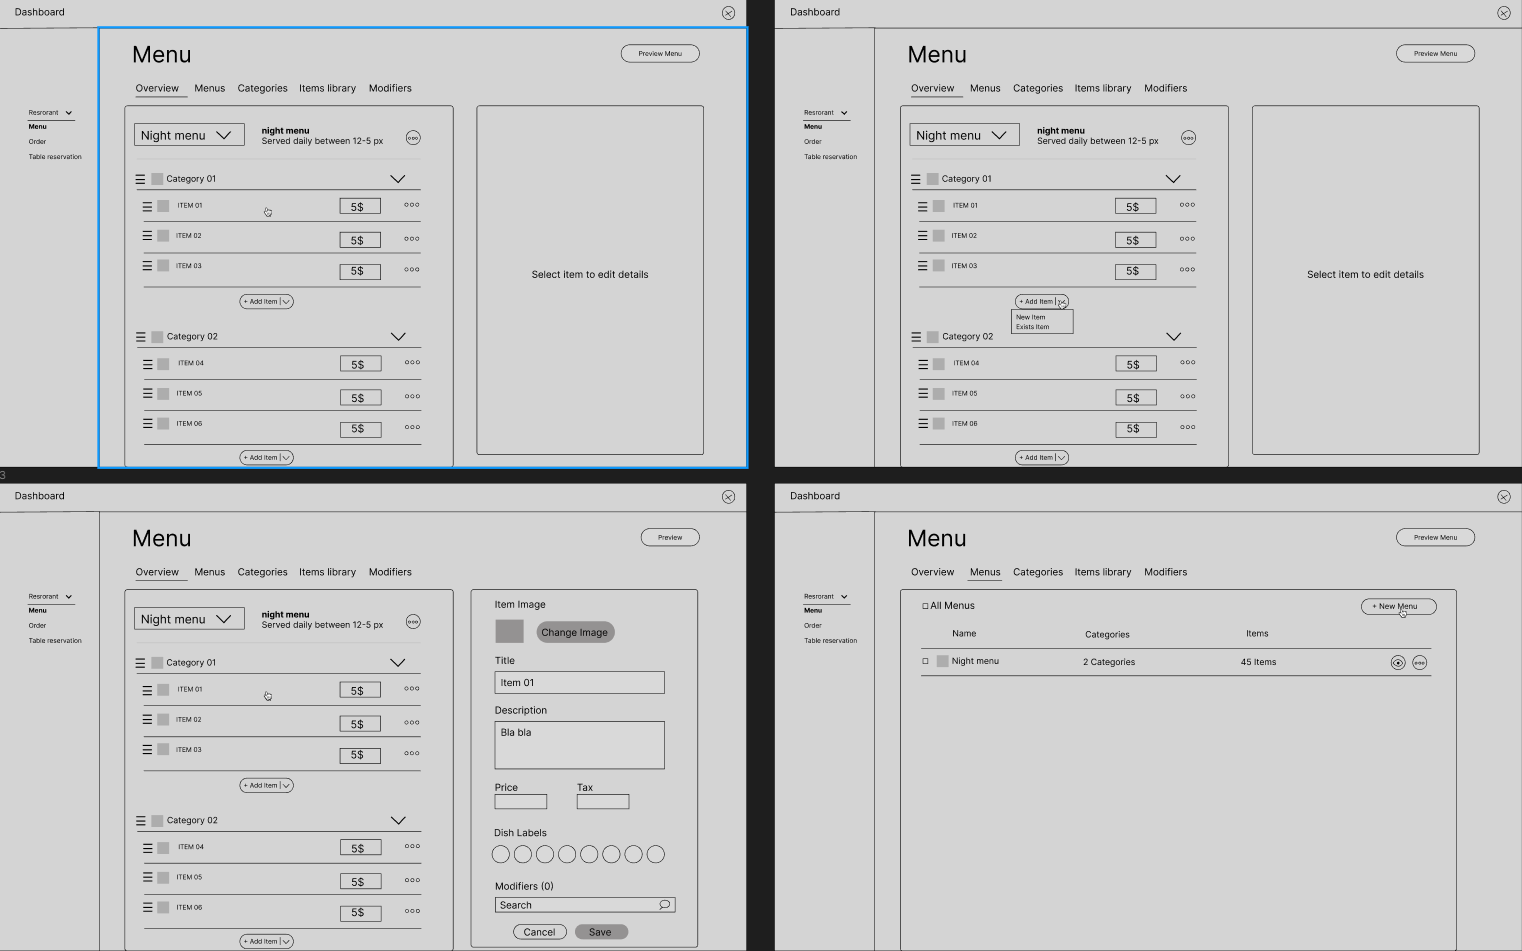 Dashboard
Menu
Preview Menu
Overview Menus Categories Items library Modifiers
Resrorant
Menu
Order
Table reservation
Night menu
night menu
Served daily between 12-5 px
Category 01
ITEM 01 5$
ITEM 02 5$
ITEM 03 5$
+ Add Item
Category 02
ITEM 04 5$
ITEM 05 5$
ITEM 06 5$
+ Add Item
Select item to edit details
Dashboard
Menu
Preview Menu
Overview Menus Categories Items library Modifiers
Resrorant
Menu
Order
Table reservation
Night menu
night menu
Served daily between 12-5 px
Category 01
ITEM 01 5$
ITEM 02 5$
ITEM 03 5$
+ Add Item
New Item
Exists Item
Category 02
ITEM 04 5$
ITEM 05 5$
ITEM 06 5$
+ Add Item
Select item to edit details
3
Dashboard
Menu
Preview
Overview Menus Categories Items library Modifiers
Resrorant
Menu
Order
Table reservation
Night menu
night menu
Served daily between 12-5 px
Category 01
ITEM 01 5$
ITEM 02 5$
ITEM 03 5$
+ Add Item
Category 02
ITEM 04 5$
ITEM 05 5$
ITEM 06 5$
+ Add Item
Item Image
Change Image
Title
Item 01
Description
Bla bla
Price Tax
Dish Labels
Modifiers (0)
Search
Cancel Save
Dashboard
Menu
Preview Menu
Overview Menus Categories Items library Modifiers
Resrorant
Menu
Order
Table reservation
All Menus
+ New Menu
Name Categories Items
Night menu 2 Categories 45 Items